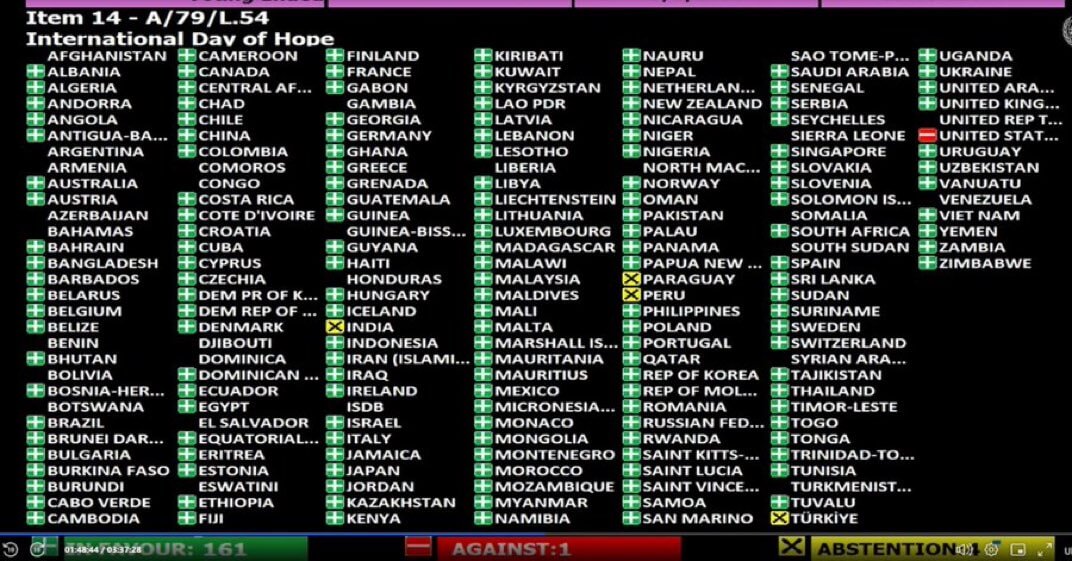 Item 14 - A/79/L.54
International Day of Hope
AFGHANISTAN
ALBANIA
ALGERIA
ANDORRA
ANGOLA
ANTIGUA-BA...
ARGENTINA
ARMENIA
AUSTRALIA
AUSTRIA
AZERBAIJAN
BAHAMAS
BAHRAIN
BANGLADESH
BARBADOS
BELARUS
BELGIUM
BELIZE
BENIN
BHUTAN
BOLIVIA
BOSNIA-HER...
BOTSWANA
BRAZIL
BRUNEI DAR...
BULGARIA
BURKINA FASO
BURUNDI
CABO VERDE
CAMBODIA
CAMEROON
CANADA
CENTRAL AF...
CHAD
CHILE
CHINA
COLOMBIA
COMOROS
CONGO
COSTA RICA
COTE D'IVOIRE
CROATIA
CUBA
CYPRUS
CZECHIA
DEM PR OF K...
DEM REP OF ...
DENMARK
DJIBOUTI
DOMINICA
DOMINICAN ...
ECUADOR
EGYPT
EL SALVADOR
EQUATORIAL...
ERITREA
ESTONIA
ESWATINI
ETHIOPIA
FIJI
FINLAND
FRANCE
GABON
GAMBIA
GEORGIA
GERMANY
GHANA
GREECE
GRENADA
GUATEMALA
GUINEA
GUINEA-BISS...
GUYANA
HAITI
HONDURAS
HUNGARY
ICELAND
INDIA
INDONESIA
IRAN (ISLAMI...
IRAQ
IRELAND
ISDB
ISRAEL
ITALY
JAMAICA
JAPAN
JORDAN
KAZAKHSTAN
KENYA
KIRIBATI
KUWAIT
KYRGYZSTAN
LAO PDR
LATVIA
LEBANON
LESOTHO
LIBERIA
LIBYA
LIECHTENSTEIN
LITHUANIA
LUXEMBOURG
MADAGASCAR
MALAWI
MALAYSIA
MALDIVES
MALI
MALTA
MARSHALL IS...
MAURITANIA
MAURITIUS
MEXICO
MICRONESIA...
MONACO
MONGOLIA
MONTENEGRO
MOROCCO
MOZAMBIQUE
MYANMAR
NAMIBIA
NAURU
NEPAL
NETHERLAN...
NEW ZEALAND
NICARAGUA
NIGER
NIGERIA
NORTH MAC...
NORWAY
OMAN
PAKISTAN
PALAU
PANAMA
PAPUA NEW ...
PARAGUAY
PERU
PHILIPPINES
POLAND
PORTUGAL
QATAR
REP OF KOREA
REP OF MOL...
ROMANIA
RUSSIAN FED...
RWANDA
SAINT KITTS-...
SAINT LUCIA
SAINT VINCE...
SAMOA
SAN MARINO
SAO TOME-P...
SAUDI ARABIA
SENEGAL
SERBIA
SEYCHELLES
SIERRA LEONE
SINGAPORE
SLOVAKIA
SLOVENIA
SOLOMON IS...
SOMALIA
SOUTH AFRICA
SOUTH SUDAN
SPAIN
SRI LANKA
SUDAN
SURINAME
SWEDEN
SWITZERLAND
SYRIAN ARA...
TAJIKISTAN
THAILAND
TIMOR-LESTE
TOGO
TONGA
TRINIDAD-TO...
TUNISIA
TURKMENIST...
TUVALU
TÜRKİYE
UGANDA
UKRAINE
UNITED ARA...
UNITED KING...
UNITED REP T...
UNITED STAT...
URUGUAY
UZBEKISTAN
VANUATU
VENEZUELA
VIET NAM
YEMEN
ZAMBIA
ZIMBABWE
01:48:44 / 03:37:28
IN FAVOUR: 161
AGAINST:1
ABSTENTION:4